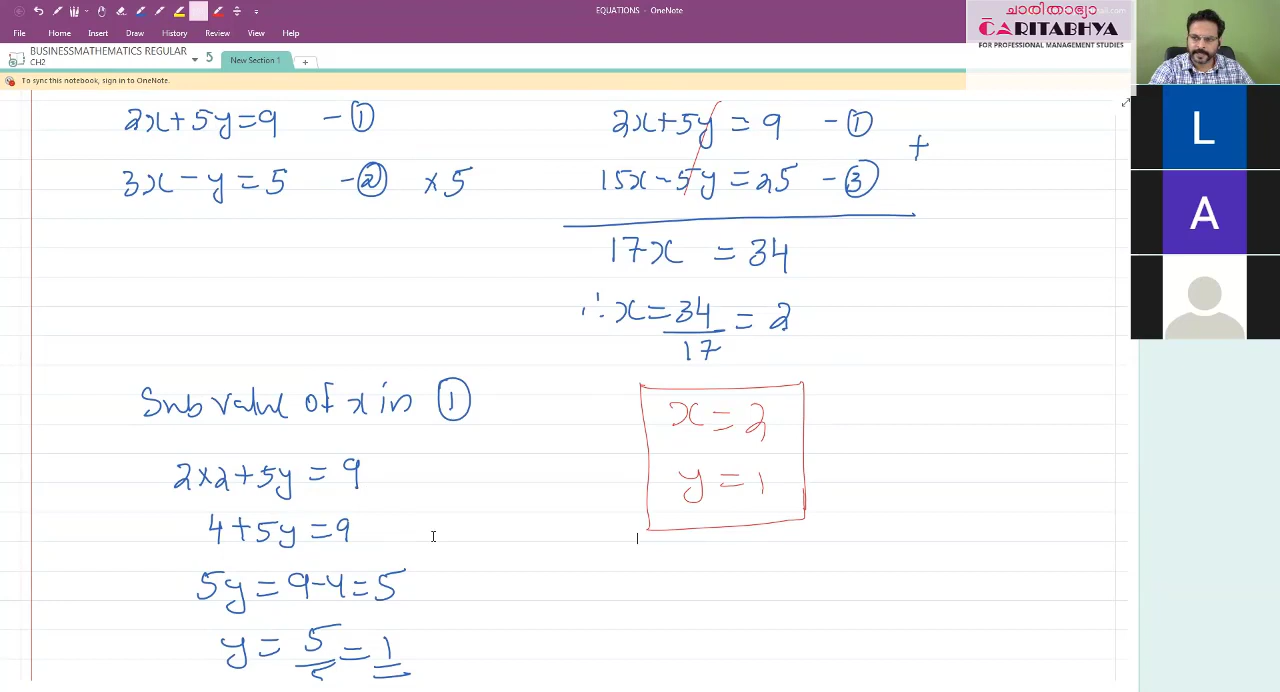 EQUATIONS - OneNote
File Home Insert Draw History Review View Help
BUSINESSMATHEMATICS REGULAR
CH2
New Section 1
+
To sync this notebook, sign in to OneNote.
ചാരിതാഭ്യാ
CARITABHYA
FOR PROFESSIONAL MANAGEMENT STUDIES
L
A
2x+5y=9 - ①
3x - y = 5 - ② × 5
2x+5y = 9 - ①
+
15x - 5y = 25 - ③
17x = 34
∴ x = 34/17 = 2
Sub value of x in ①
2×2+5y = 9
4+5y = 9
5y = 9-4 = 5
y = 5/5 = 1
x = 2
y = 1